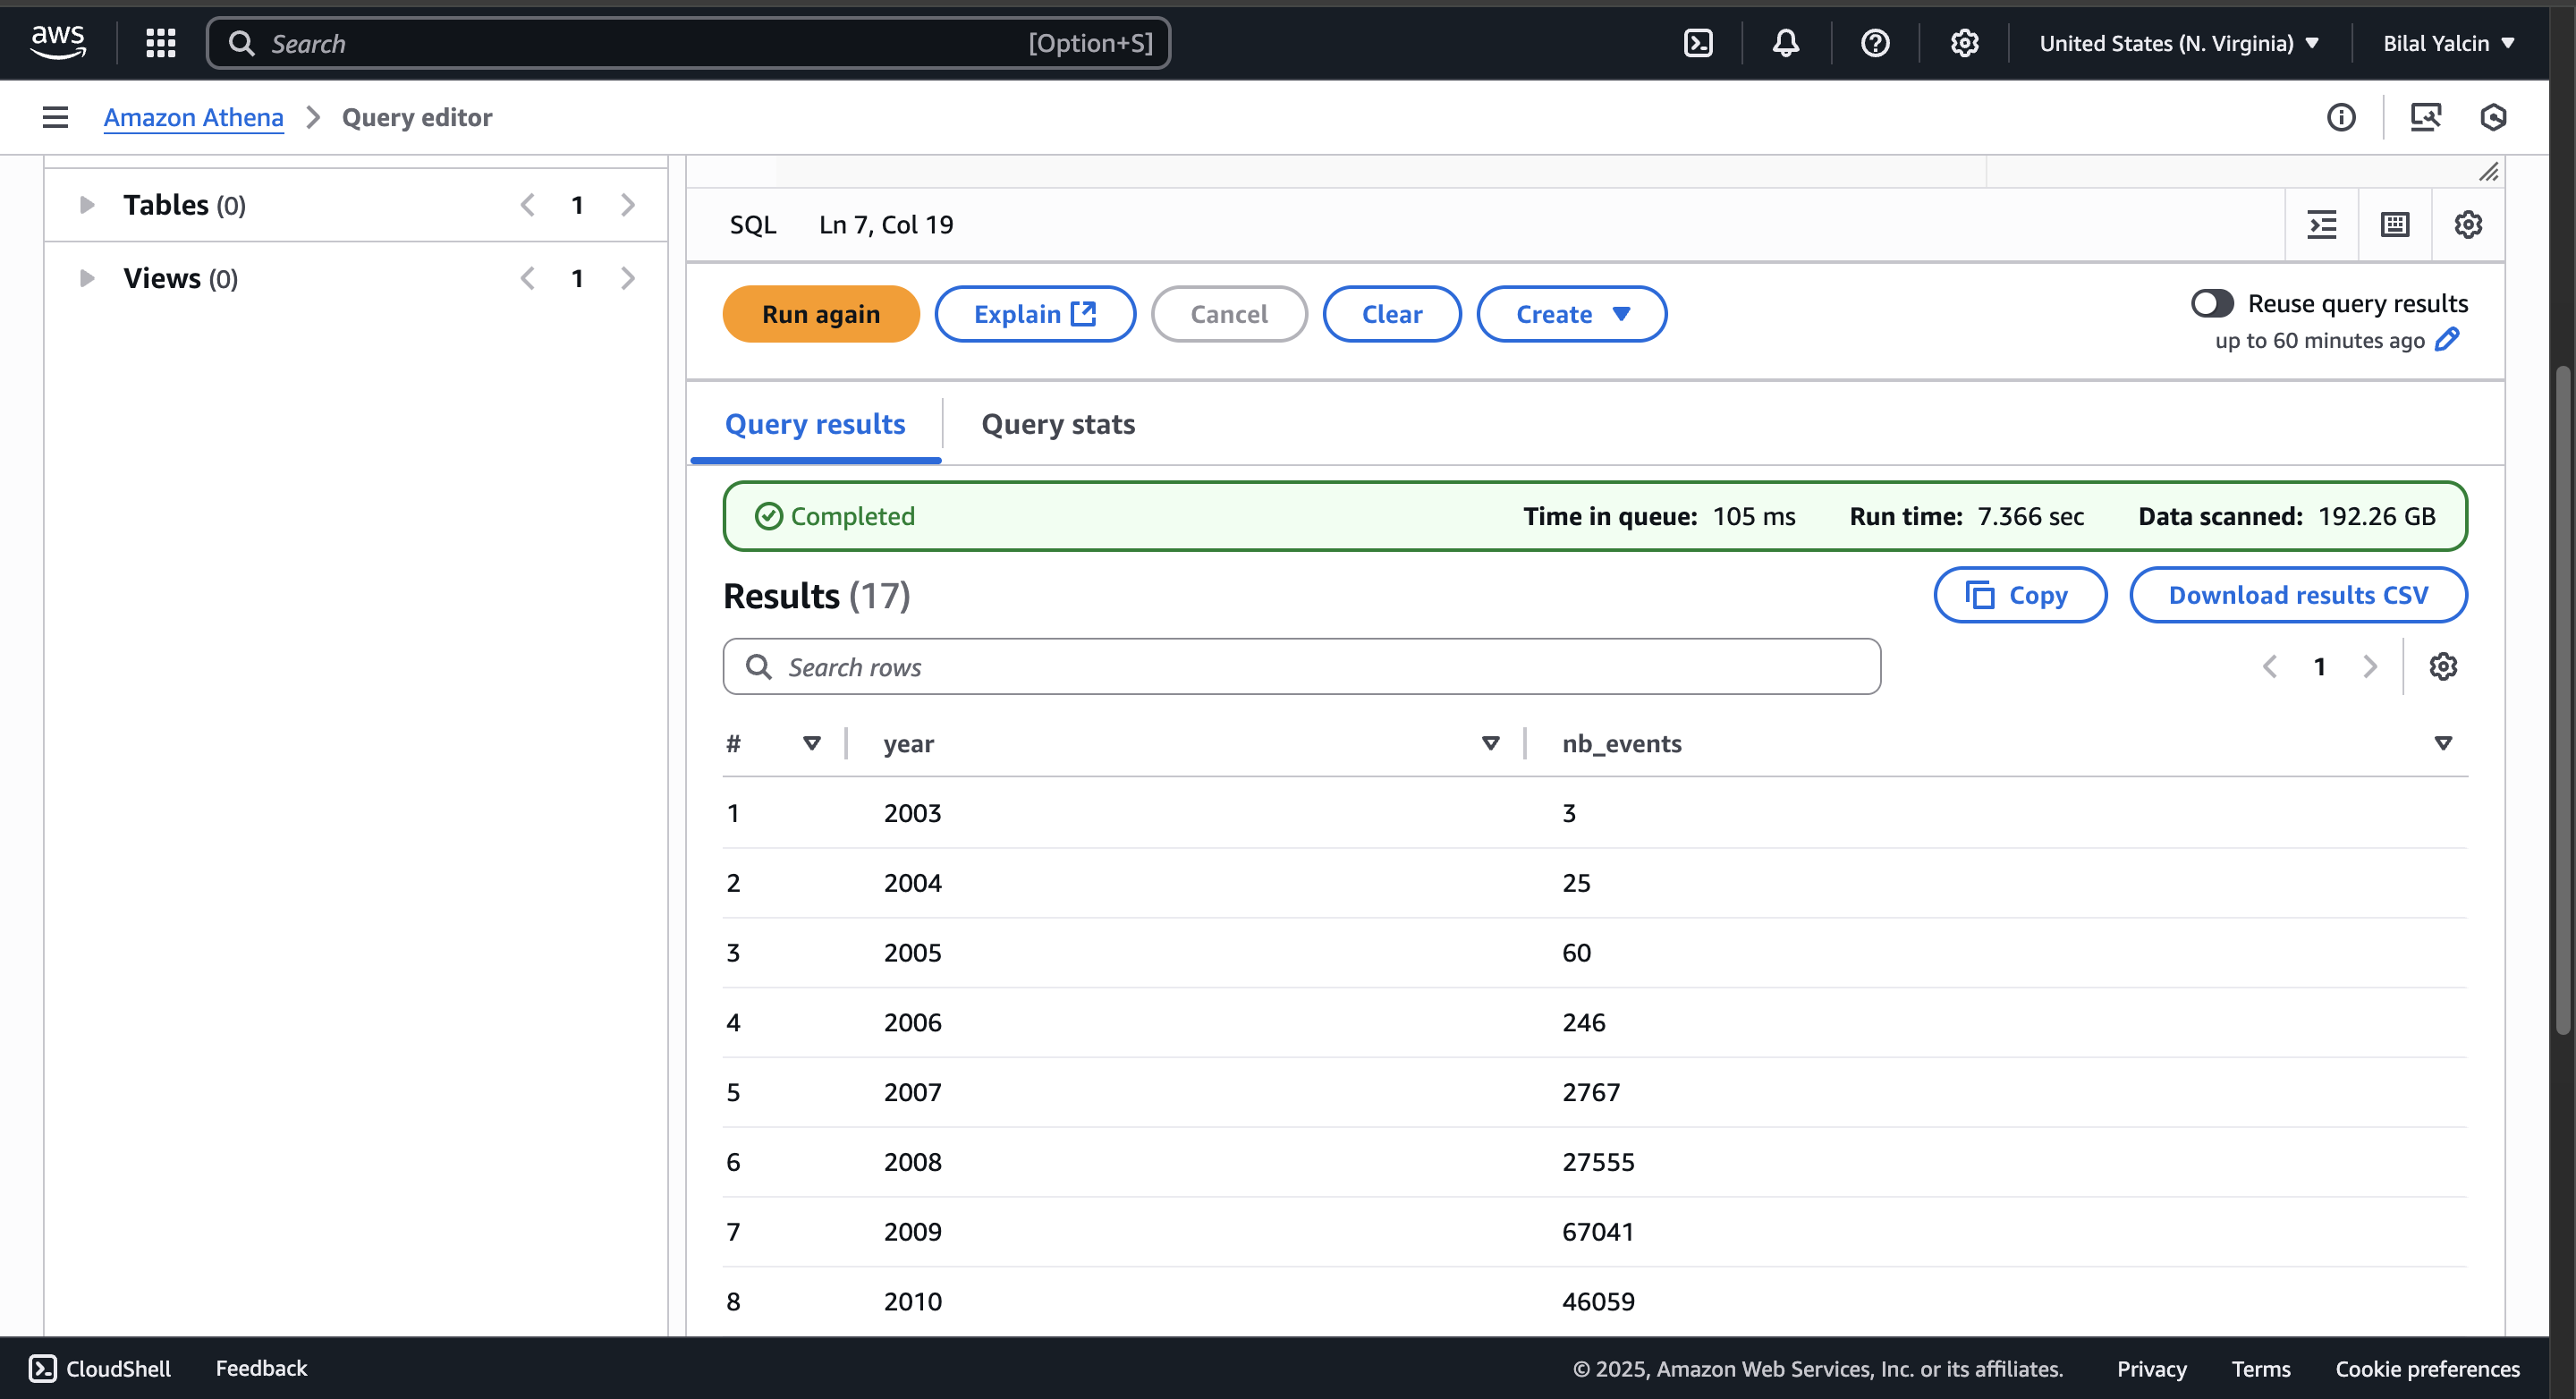 aws
Search [Option+S]
United States (N. Virginia)
Bilal Yalcin
Amazon Athena
Query editor
Tables (0)
1
Views (0)
1
SQL Ln 7, Col 19
Run again
Explain
Cancel
Clear
Create
Reuse query results
up to 60 minutes ago
Query results
Query stats
Completed
Time in queue: 105 ms
Run time: 7.366 sec
Data scanned: 192.26 GB
Results (17)
Copy
Download results CSV
Search rows
1
# year nb_events
1 2003 3
2 2004 25
3 2005 60
4 2006 246
5 2007 2767
6 2008 27555
7 2009 67041
8 2010 46059
CloudShell
Feedback
© 2025, Amazon Web Services, Inc. or its affiliates.
Privacy
Terms
Cookie preferences